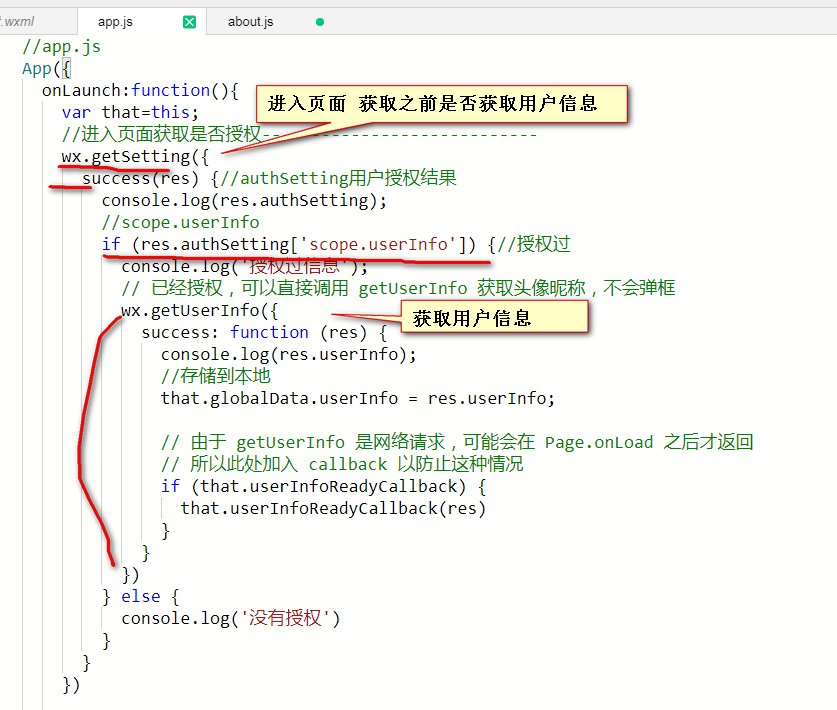 .wxml app.js about.js
//app.js
App({
onLaunch:function(){
进入页面 获取之前是否获取用户信息
var that=this;
//进入页面获取是否授权----------------------------
wx.getSetting({
success(res) {//authSetting用户授权结果
console.log(res.authSetting);
//scope.userInfo
if (res.authSetting['scope.userInfo']) {//授权过
console.log('授权过信息');
// 已经授权，可以直接调用 getUserInfo 获取头像昵称，不会弹框
wx.getUserInfo({
获取用户信息
success: function (res) {
console.log(res.userInfo);
//存储到本地
that.globalData.userInfo = res.userInfo;
// 由于 getUserInfo 是网络请求，可能会在 Page.onLoad 之后才返回
// 所以此处加入 callback 以防止这种情况
if (that.userInfoReadyCallback) {
that.userInfoReadyCallback(res)
}
}
})
} else {
console.log('没有授权')
}
}
})